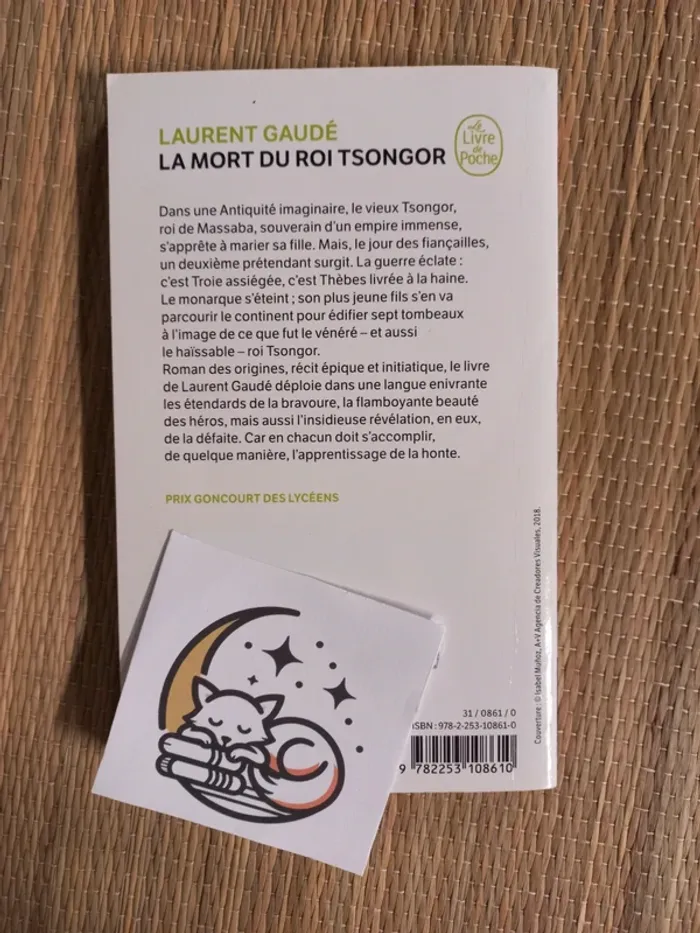 LAURENT GAUDÉ
LA MORT DU ROI TSONGOR
Le
Livre
de
Poche
Dans une Antiquité imaginaire, le vieux Tsongor,
roi de Massaba, souverain d'un empire immense,
s'apprête à marier sa fille. Mais, le jour des fiançailles,
un deuxième prétendant surgit. La guerre éclate :
c'est Troie assiégée, c'est Thèbes livrée à la haine.
Le monarque s'éteint ; son plus jeune fils s'en va
parcourir le continent pour édifier sept tombeaux
à l'image de ce que fut le vénéré – et aussi
le haïssable – roi Tsongor.
Roman des origines, récit épique et initiatique, le livre
de Laurent Gaudé déploie dans une langue enivrante
les étendards de la bravoure, la flamboyante beauté
des héros, mais aussi l'insidieuse révélation, en eux,
de la défaite. Car en chacun doit s'accomplir,
de quelque manière, l'apprentissage de la honte.
PRIX GONCOURT DES LYCÉENS
31 / 0861 / 0
ISBN : 978-2-253-10861-0
9 782253 108610
Couverture : © Isabel Muñoz, A+V Agencia de Creadores Visuales, 2018.